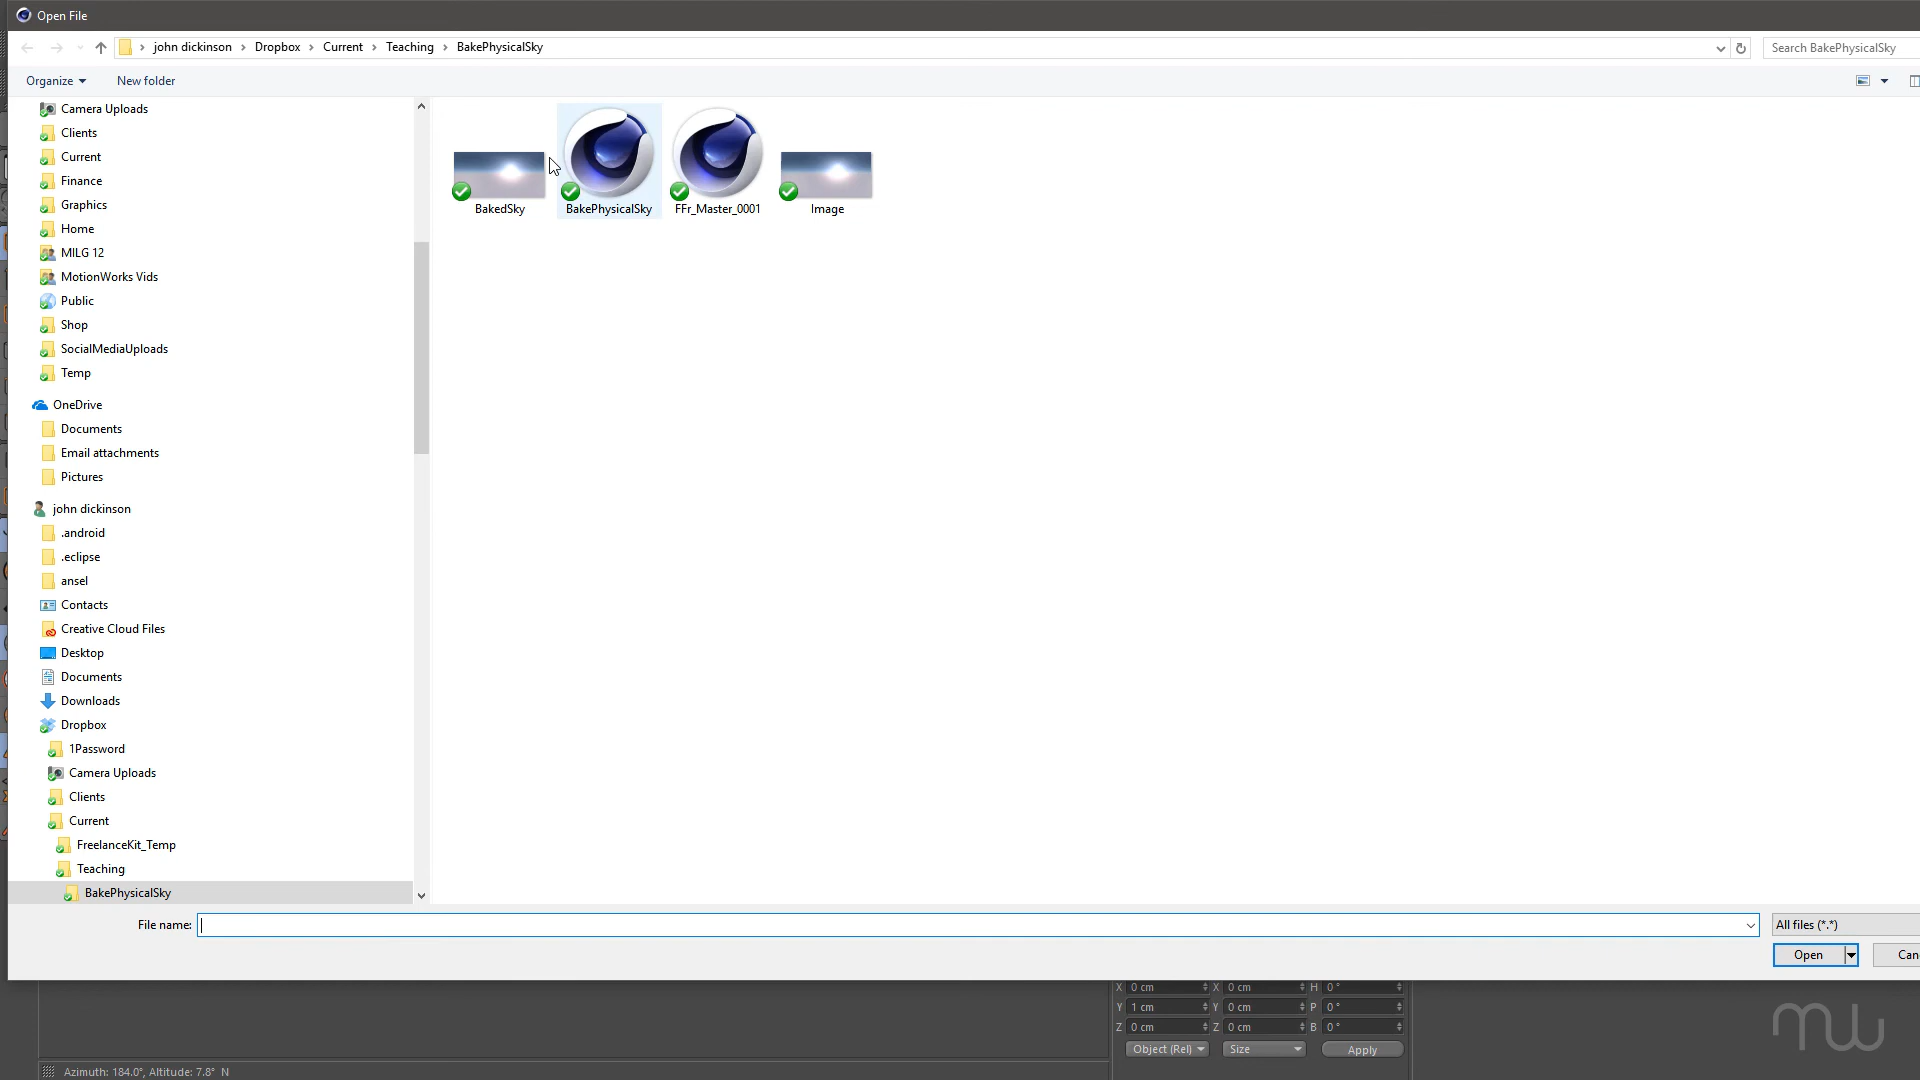 Open File
john dickinson
Dropbox
Current
Teaching
BakePhysicalSky
Search BakePhysicalSky
Organize
New folder
Camera Uploads
Clients
Current
Finance
Graphics
Home
MILG 12
MotionWorks Vids
Public
Shop
SocialMediaUploads
Temp
OneDrive
Documents
Email attachments
Pictures
john dickinson
.android
.eclipse
ansel
Contacts
Creative Cloud Files
Desktop
Documents
Downloads
Dropbox
1Password
Camera Uploads
Clients
Current
FreelanceKit_Temp
Teaching
BakePhysicalSky
BakedSky
BakePhysicalSky
FFr_Master_0001
Image
File name:
All files (*.*)
Open
Can
X 0 cm X 0 cm H 0°
Y 1 cm Y 0 cm P 0°
Z 0 cm Z 0 cm B 0°
Object (Rel) Size Apply
mw
Azimuth: 184.0°, Altitude: 7.8° N